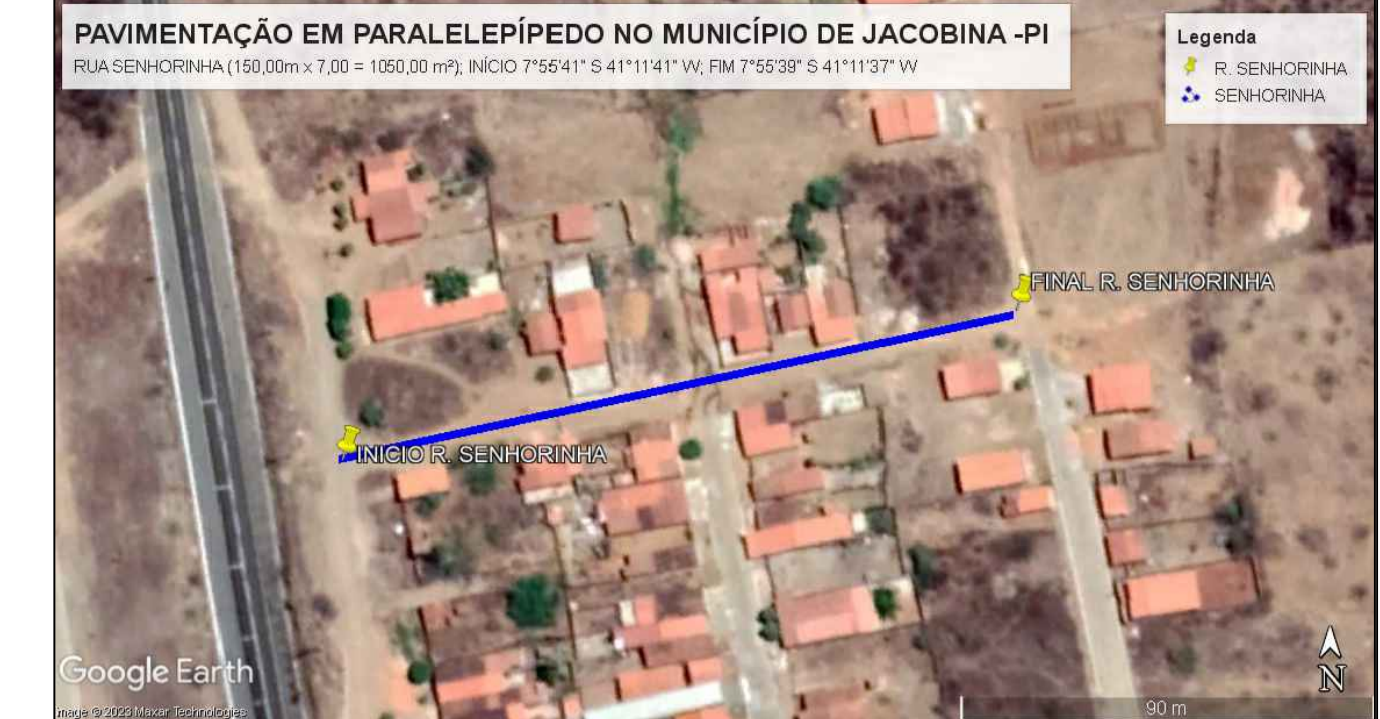 PAVIMENTAÇÃO EM PARALELEPÍPEDO NO MUNICÍPIO DE JACOBINA -PI
RUA SENHORINHA (150,00m x 7,00 = 1050,00 m²); INÍCIO 7°55'41" S 41°11'41" W; FIM 7°55'39" S 41°11'37" W
Legenda
R. SENHORINHA
SENHORINHA
FINAL R. SENHORINHA
INICIO R. SENHORINHA
Google Earth
N
Image © 2023 Maxar Technologies
90 m